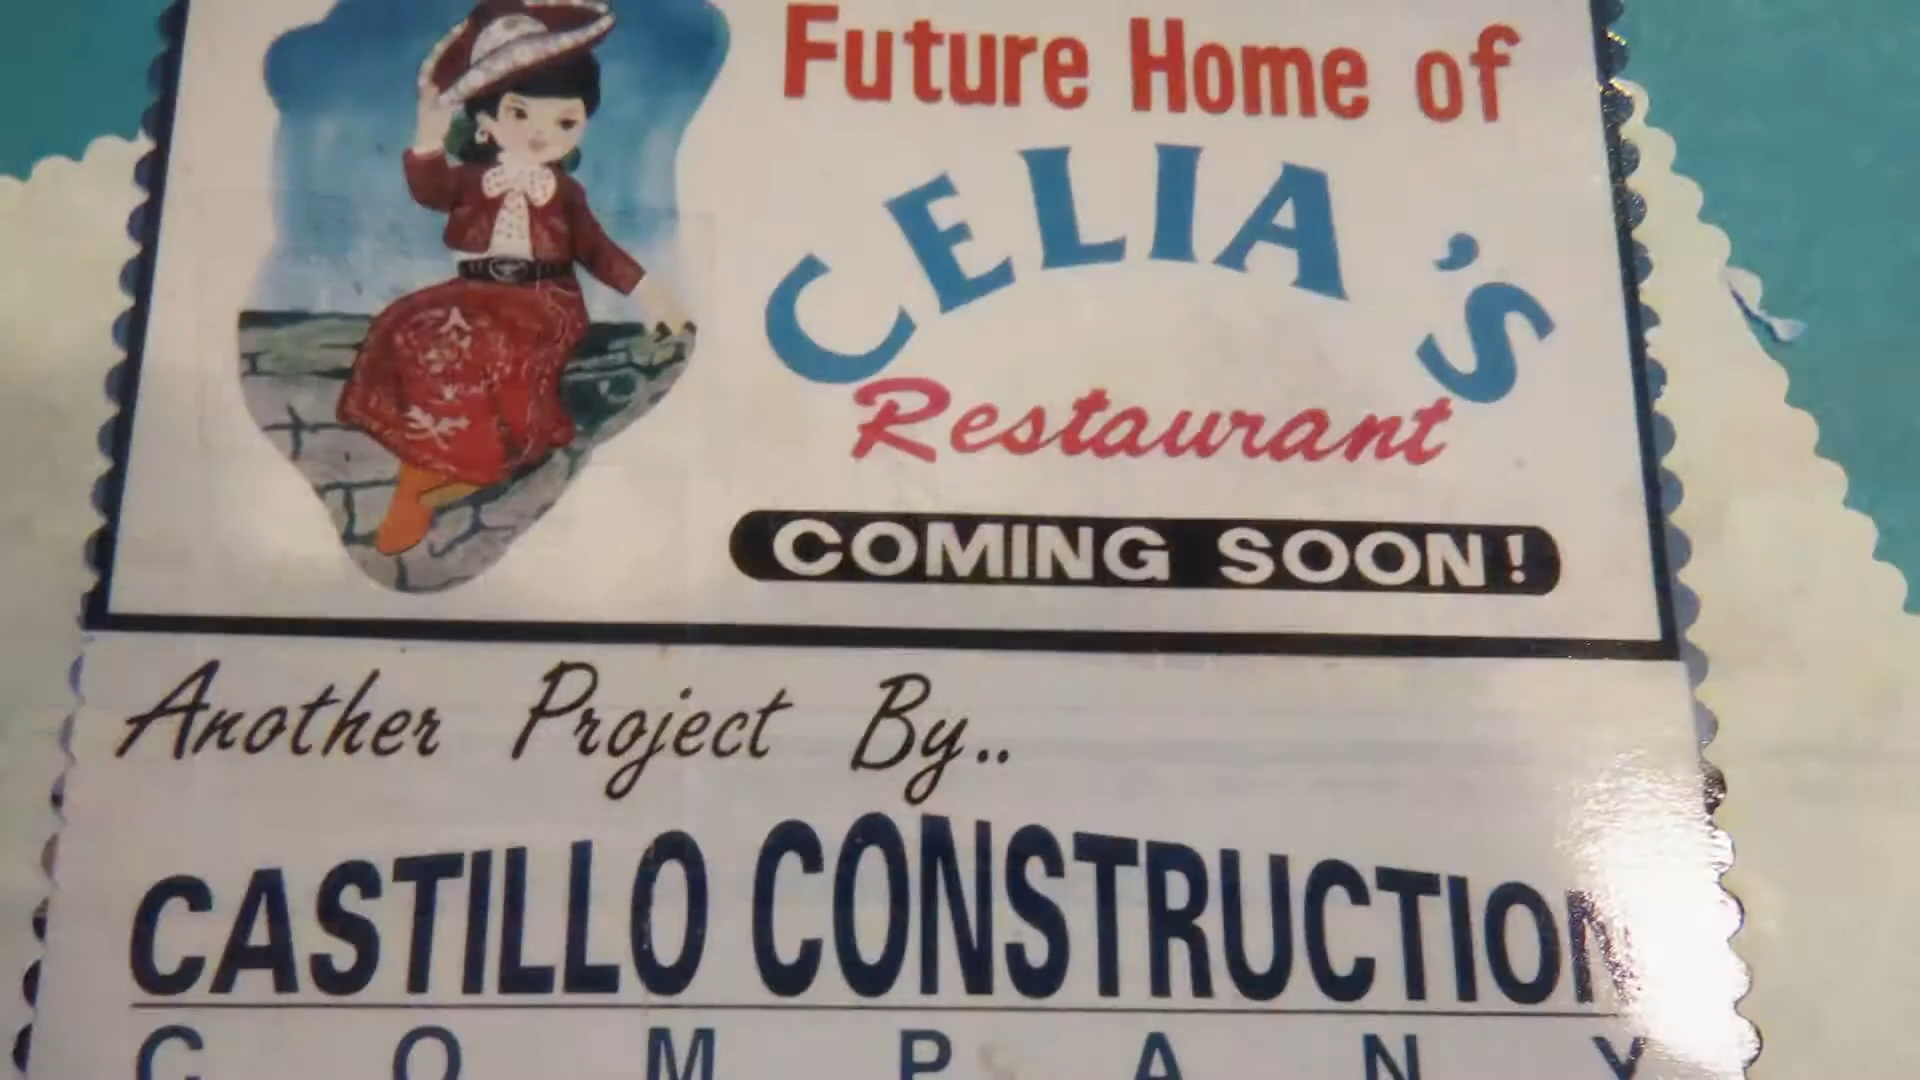 Future Home of
CELIA'S
Restaurant
COMING SOON!
Another Project By..
CASTILLO CONSTRUCTION
COMPANY